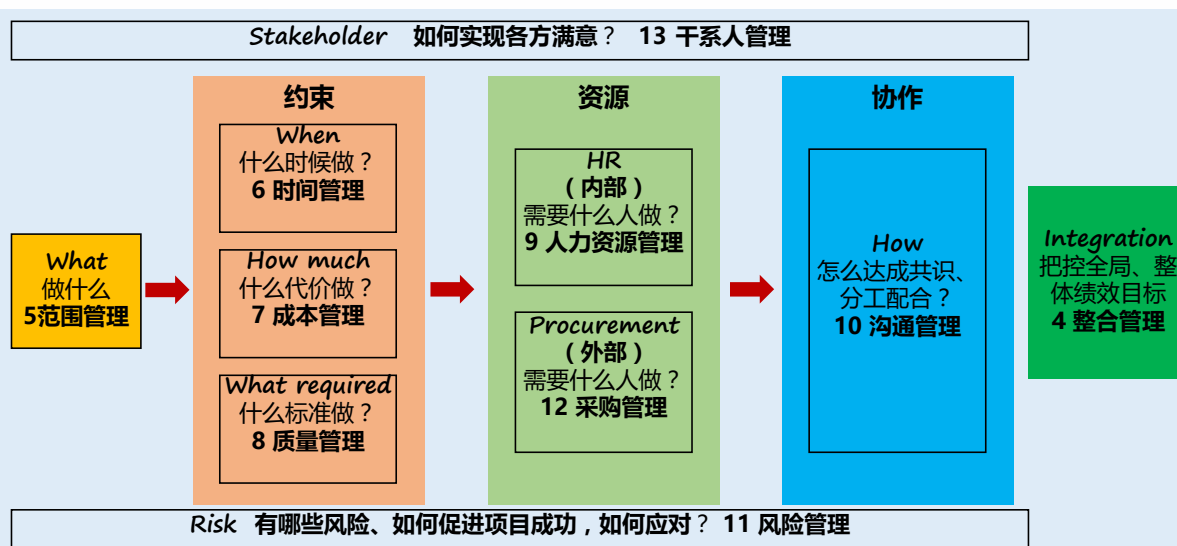 Stakeholder 如何实现各方满意？ 13 干系人管理
What
做什么
5范围管理
约束
When
什么时候做？
6 时间管理
How much
什么代价做？
7 成本管理
What required
什么标准做？
8 质量管理
资源
HR
（内部）
需要什么人做？
9 人力资源管理
Procurement
（外部）
需要什么人做？
12 采购管理
协作
How
怎么达成共识、
分工配合？
10 沟通管理
Integration
把控全局、整
体绩效目标
4 整合管理
Risk 有哪些风险、如何促进项目成功，如何应对？ 11 风险管理